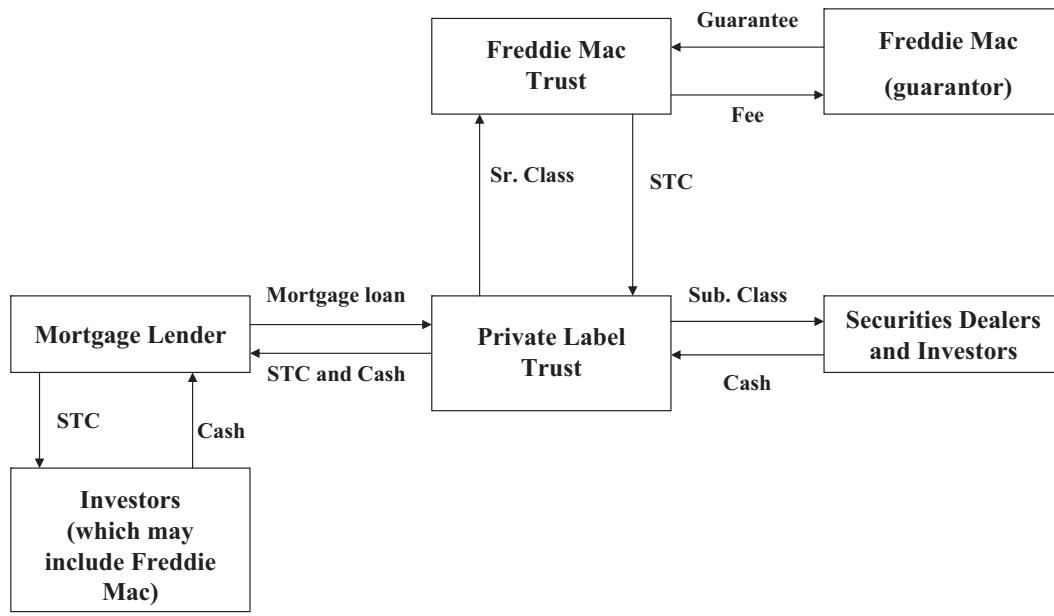 Guarantee
Freddie Mac
Trust
Freddie Mac
(guarantor)
Fee
Sr. Class
STC
Mortgage loan
Sub. Class
Mortgage Lender
Private Label
Trust
Securities Dealers
and Investors
STC and Cash
Cash
STC
Cash
Investors
(which may
include Freddie
Mac)